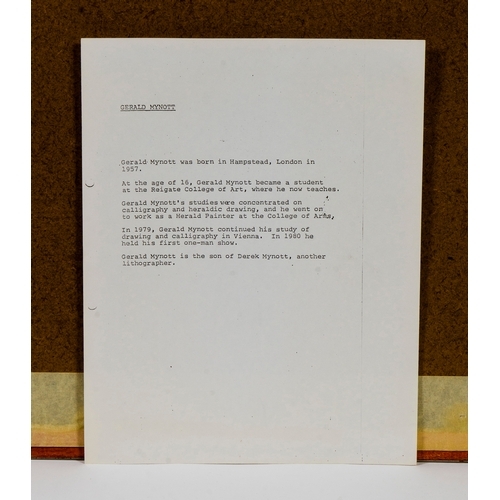 GERALD MYNOTT
Gerald Mynott was born in Hampstead, London in
1957.
At the age of 16, Gerald Mynott became a student
at the Reigate College of Art, where he now teaches.
Gerald Mynott's studies were concentrated on
calligraphy and heraldic drawing, and he went on
to work as a Herald Painter at the College of Arms,
In 1979, Gerald Mynott continued his study of
drawing and calligraphy in Vienna. In 1980 he
held his first one-man show.
Gerald Mynott is the son of Derek Mynott, another
lithographer.